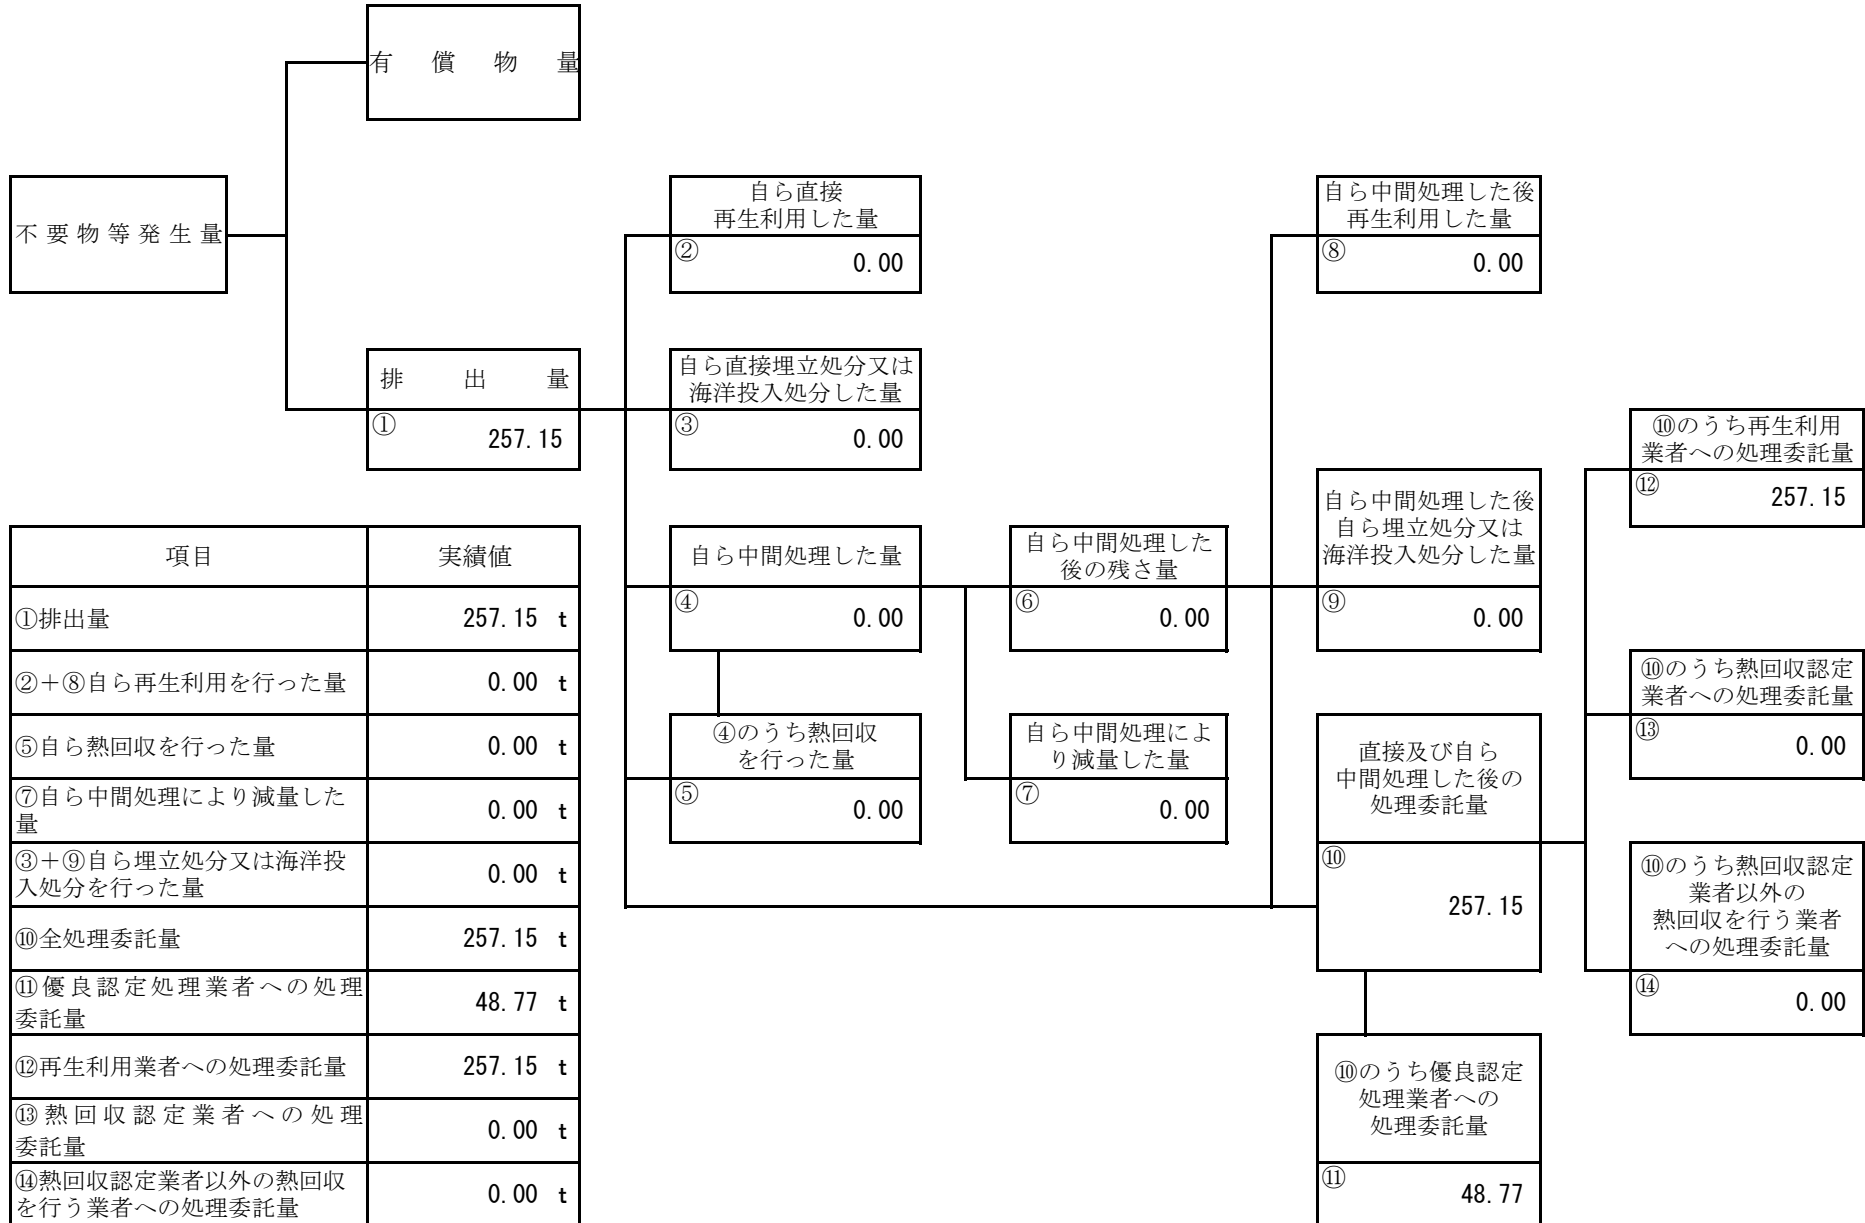 有償物量
不要物等発生量
排出量
①
257.15
自ら直接
再生利用した量
②
0.00
自ら直接埋立処分又は
海洋投入処分した量
③
0.00
自ら中間処理した量
④
0.00
④のうち熱回収
を行った量
⑤
0.00
自ら中間処理した
後の残さ量
⑥
0.00
自ら中間処理によ
り減量した量
⑦
0.00
自ら中間処理した後
再生利用した量
⑧
0.00
自ら中間処理した後
自ら埋立処分又は
海洋投入処分した量
⑨
0.00
直接及び自ら
中間処理した後の
処理委託量
⑩
257.15
⑩のうち優良認定
処理業者への
処理委託量
⑪
48.77
⑩のうち再生利用
業者への処理委託量
⑫
257.15
⑩のうち熱回収認定
業者への処理委託量
⑬
0.00
⑩のうち熱回収認定
業者以外の
熱回収を行う業者
への処理委託量
⑭
0.00
項目 実績値
①排出量 257.15 t
②+⑧自ら再生利用を行った量 0.00 t
⑤自ら熱回収を行った量 0.00 t
⑦自ら中間処理により減量した
量 0.00 t
③+⑨自ら埋立処分又は海洋投
入処分を行った量 0.00 t
⑩全処理委託量 257.15 t
⑪優良認定処理業者への処理
委託量 48.77 t
⑫再生利用業者への処理委託量 257.15 t
⑬熱回収認定業者への処理
委託量 0.00 t
⑭熱回収認定業者以外の熱回収
を行う業者への処理委託量 0.00 t